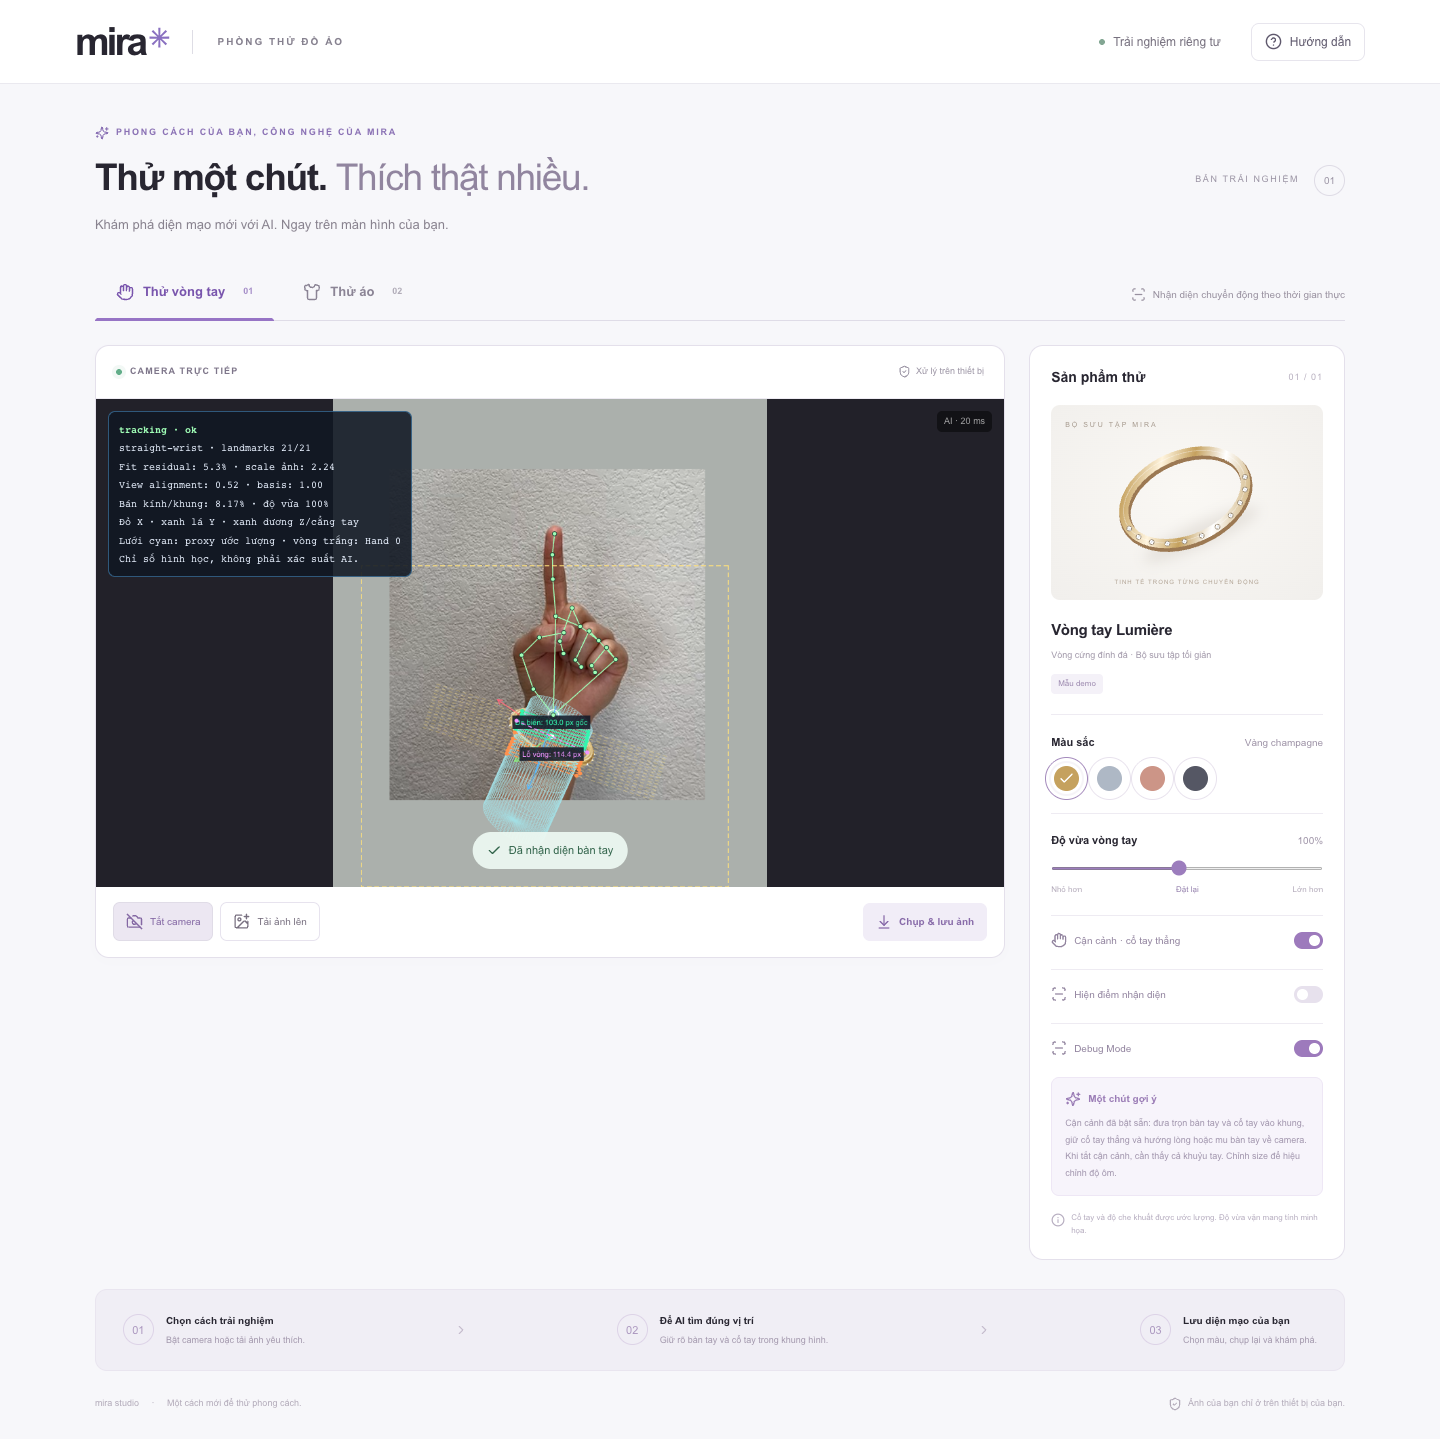 mira
PHÒNG THỬ ĐỒ ẢO
Trải nghiệm riêng tư
Hướng dẫn
PHONG CÁCH CỦA BẠN, CÔNG NGHỆ CỦA MIRA
Thử một chút. Thích thật nhiều.
BẢN TRẢI NGHIỆM 01
Khám phá diện mạo mới với AI. Ngay trên màn hình của bạn.
Thử vòng tay 01
Thử áo 02
Nhận diện chuyển động theo thời gian thực
CAMERA TRỰC TIẾP
Xử lý trên thiết bị
AI · 20 ms
tracking · ok
straight-wrist · landmarks 21/21
Fit residual: 5.3% · scale ảnh: 2.24
View alignment: 0.52 · basis: 1.00
Bán kính/khung: 8.17% · độ vừa 100%
Đỏ X · xanh lá Y · xanh dương Z/cẳng tay
Lưới cyan: proxy ước lượng · vòng trắng: Hand 0
Chỉ số hình học, không phải xác suất AI.
biên: 103.0 px gốc
Lỗ vòng: 114.4 px
Đã nhận diện bàn tay
Tắt camera
Tải ảnh lên
Chụp & lưu ảnh
Sản phẩm thử
01 / 01
BỘ SƯU TẬP MIRA
TINH TẾ TRONG TỪNG CHUYỂN ĐỘNG
Vòng tay Lumière
Vòng cứng đính đá · Bộ sưu tập tối giản
Mẫu demo
Màu sắc
Vàng champagne
Độ vừa vòng tay
100%
Nhỏ hơn
Đặt lại
Lớn hơn
Cận cảnh · cổ tay thẳng
Hiện điểm nhận diện
Debug Mode
Một chút gợi ý
Cận cảnh đã bật sẵn: đưa trọn bàn tay và cổ tay vào khung,
giữ cổ tay thẳng và hướng lòng hoặc mu bàn tay về camera.
Khi tắt cận cảnh, cần thấy cả khuỷu tay. Chỉnh size để hiệu
chỉnh độ ôm.
Cổ tay và độ che khuất được ước lượng. Độ vừa vặn mang tính minh
họa.
01
Chọn cách trải nghiệm
Bật camera hoặc tải ảnh yêu thích.
02
Để AI tìm đúng vị trí
Giữ rõ bàn tay và cổ tay trong khung hình.
03
Lưu diện mạo của bạn
Chọn màu, chụp lại và khám phá.
mira studio · Một cách mới để thử phong cách.
Ảnh của bạn chỉ ở trên thiết bị của bạn.